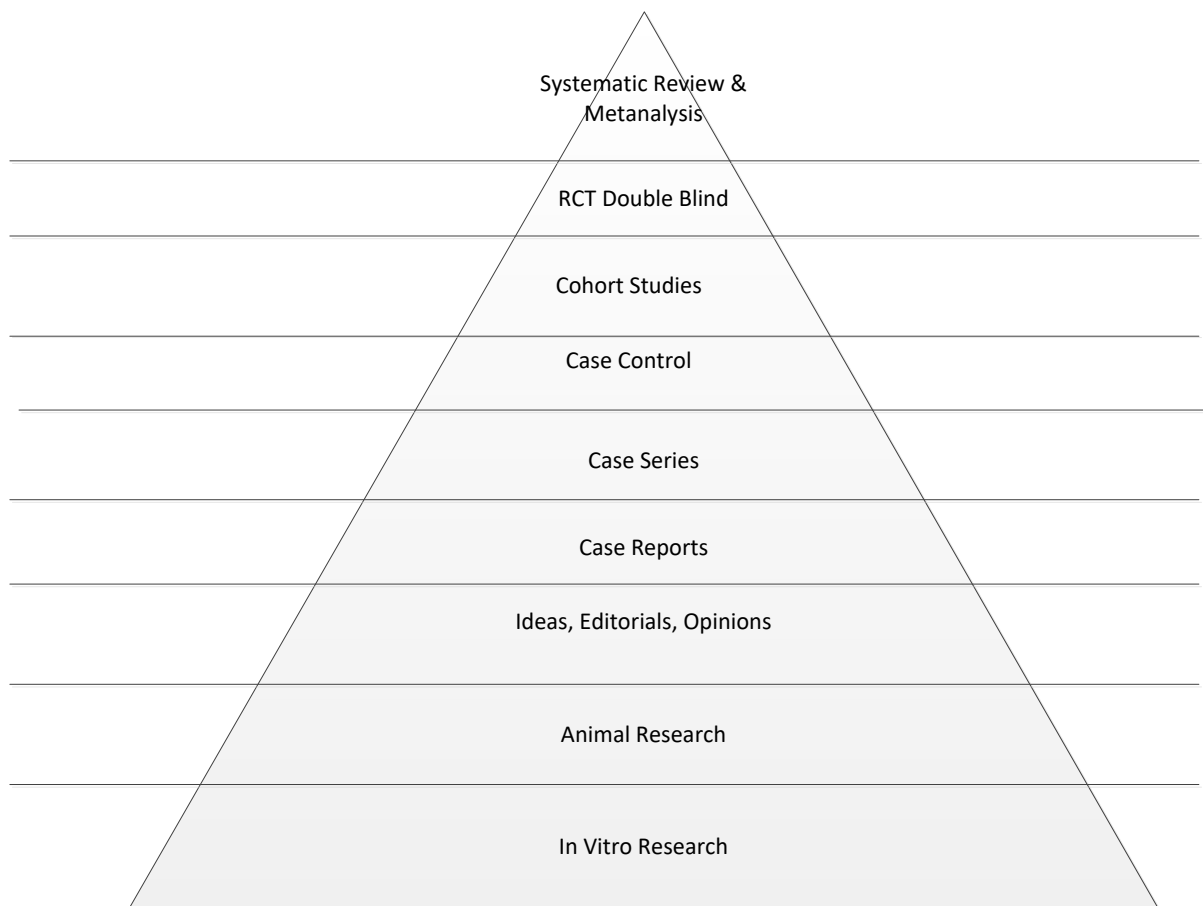 Systematic Review &
Metanalysis
RCT Double Blind
Cohort Studies
Case Control
Case Series
Case Reports
Ideas, Editorials, Opinions
Animal Research
In Vitro Research